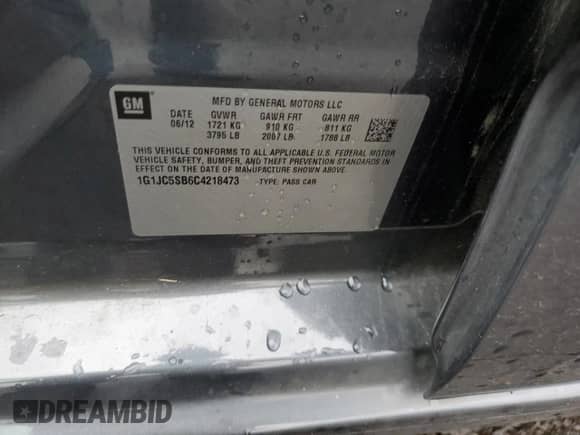 GM
MFD BY GENERAL MOTORS LLC
DATE GVWR GAWR FRT GAWR RR
06/12 1721 KG 910 KG 811 KG
3795 LB 2007 LB 1788 LB
THIS VEHICLE CONFORMS TO ALL APPLICABLE U.S. FEDERAL MOTOR
VEHICLE SAFETY, BUMPER, AND THEFT PREVENTION STANDARDS IN
EFFECT ON THE DATE OF MANUFACTURE SHOWN ABOVE.
1G1JC5SB6C4218473 TYPE: PASS CAR
DREAMBID